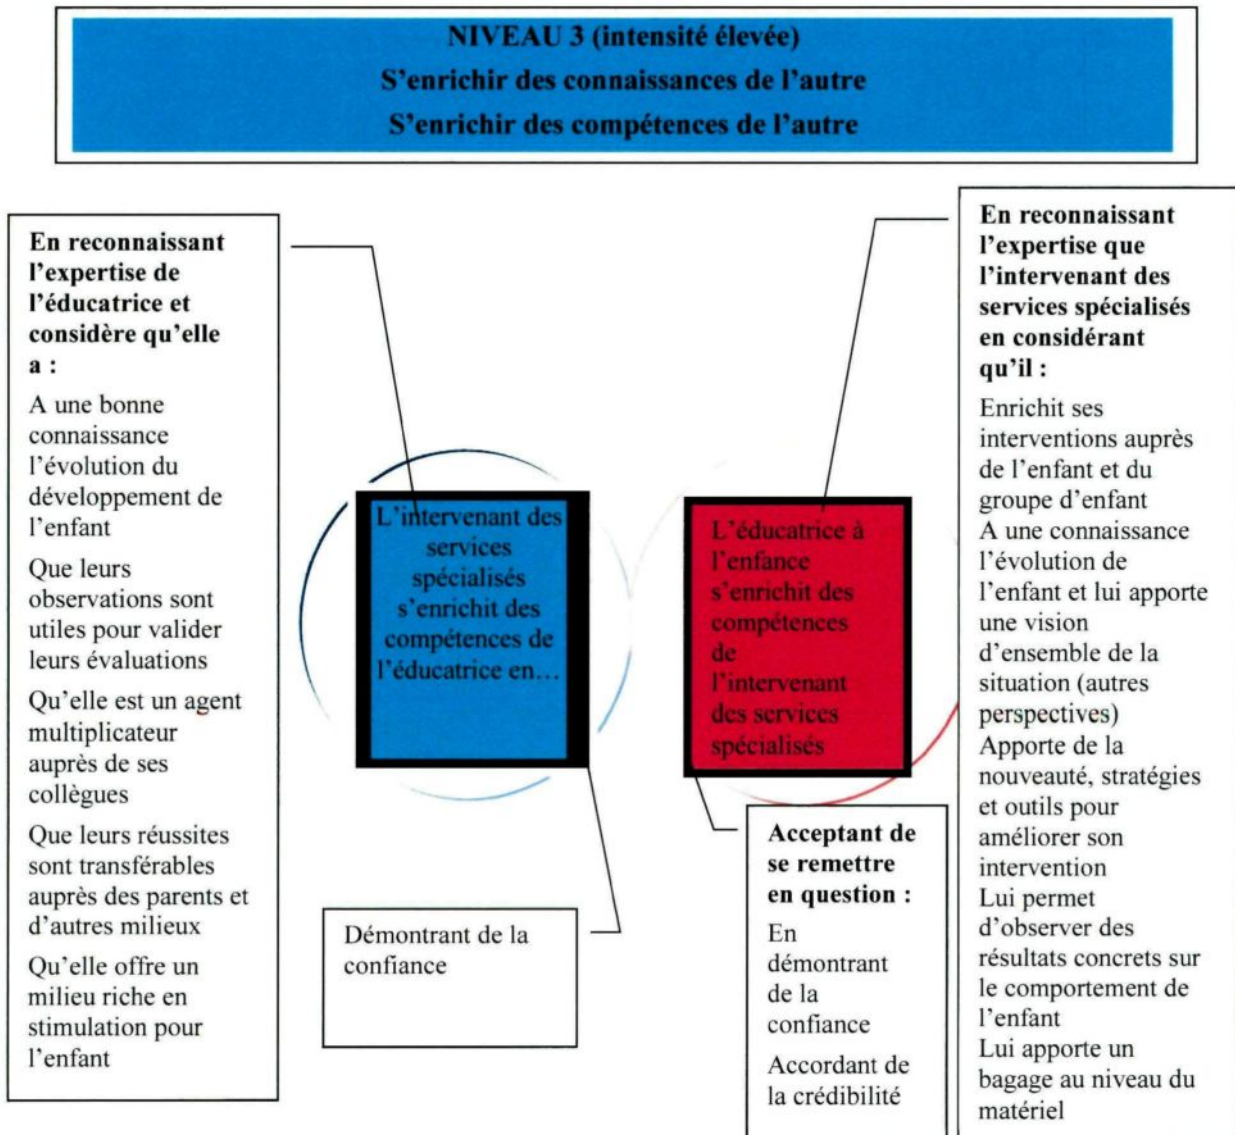 NIVEAU 3 (intensité élevée)
S’enrichir des connaissances de l’autre
S’enrichir des compétences de l’autre
En reconnaissant
l’expertise de
l’éducatrice et
considère qu’elle
a :
A une bonne
connaissance
l’évolution du
développement de
l’enfant
Que leurs
observations sont
utiles pour valider
leurs évaluations
Qu’elle est un agent
multiplicateur
auprès de ses
collègues
Que leurs réussites
sont transférables
auprès des parents et
d’autres milieux
Qu’elle offre un
milieu riche en
stimulation pour
l’enfant
L’intervenant des
services
spécialisés
s’enrichit des
compétences de
l’éducatrice en…
Démontrant de la
confiance
L’éducatrice à
l’enfance
s’enrichit des
compétences
de
l’intervenant
des services
spécialisés
Acceptant de
se remettre
en question :
En
démontrant
de la
confiance
Accordant de
la crédibilité
En reconnaissant
l’expertise que
l’intervenant des
services spécialisés
en considérant
qu’il :
Enrichit ses
interventions auprès
de l’enfant et du
groupe d’enfant
A une connaissance
l’évolution de
l’enfant et lui apporte
une vision
d’ensemble de la
situation (autres
perspectives)
Apporte de la
nouveauté, stratégies
et outils pour
améliorer son
intervention
Lui permet
d’observer des
résultats concrets sur
le comportement de
l’enfant
Lui apporte un
bagage au niveau du
matériel